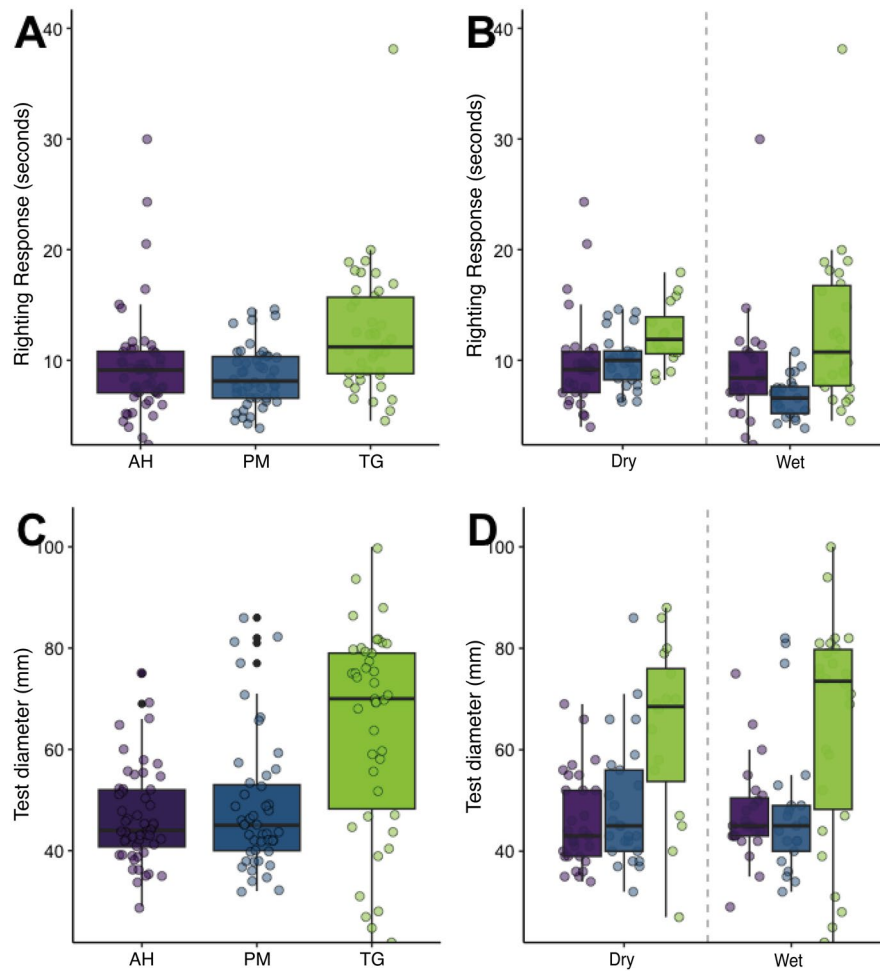 A
B
40
30
20
10
Righting Response (seconds)
AH
PM
TG
40
30
20
10
Righting Response (seconds)
Dry
Wet
C
D
100
80
60
40
Test diameter (mm)
AH
PM
TG
100
80
60
40
Test diameter (mm)
Dry
Wet